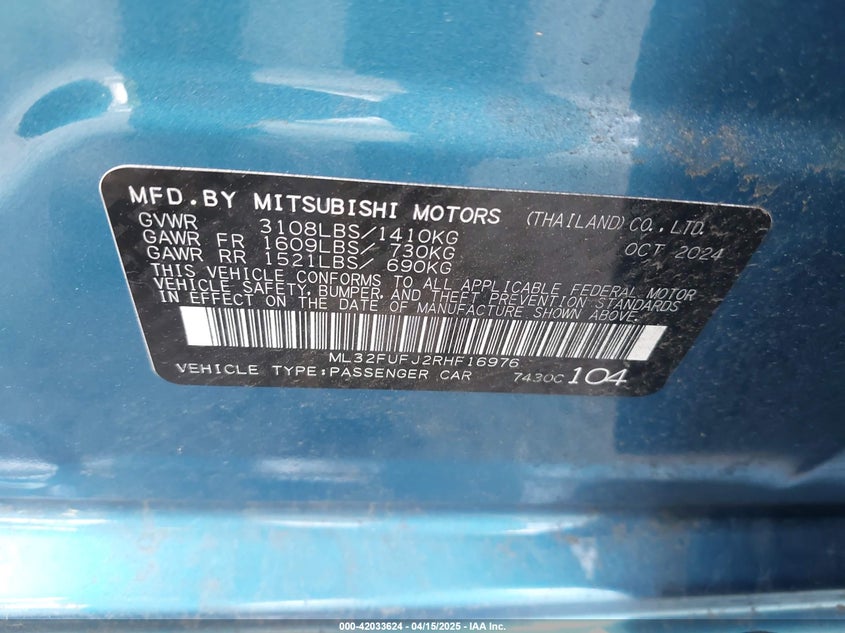 MFD.BY MITSUBISHI MOTORS (THAILAND)CO.,LTD.
GVWR 3108LBS/1410KG OCT 2024
GAWR FR 1609LBS/ 730KG
GAWR RR 1521LBS/ 690KG
THIS VEHICLE CONFORMS TO ALL APPLICABLE FEDERAL MOTOR
VEHICLE SAFETY, BUMPER, AND THEFT PREVENTION STANDARDS
IN EFFECT ON THE DATE OF MANUFACTURE SHOWN ABOVE.
ML32FUFJ2RHF16976
VEHICLE TYPE:PASSENGER CAR 7430C 104
000-42033624 - 04/15/2025 - IAA Inc.